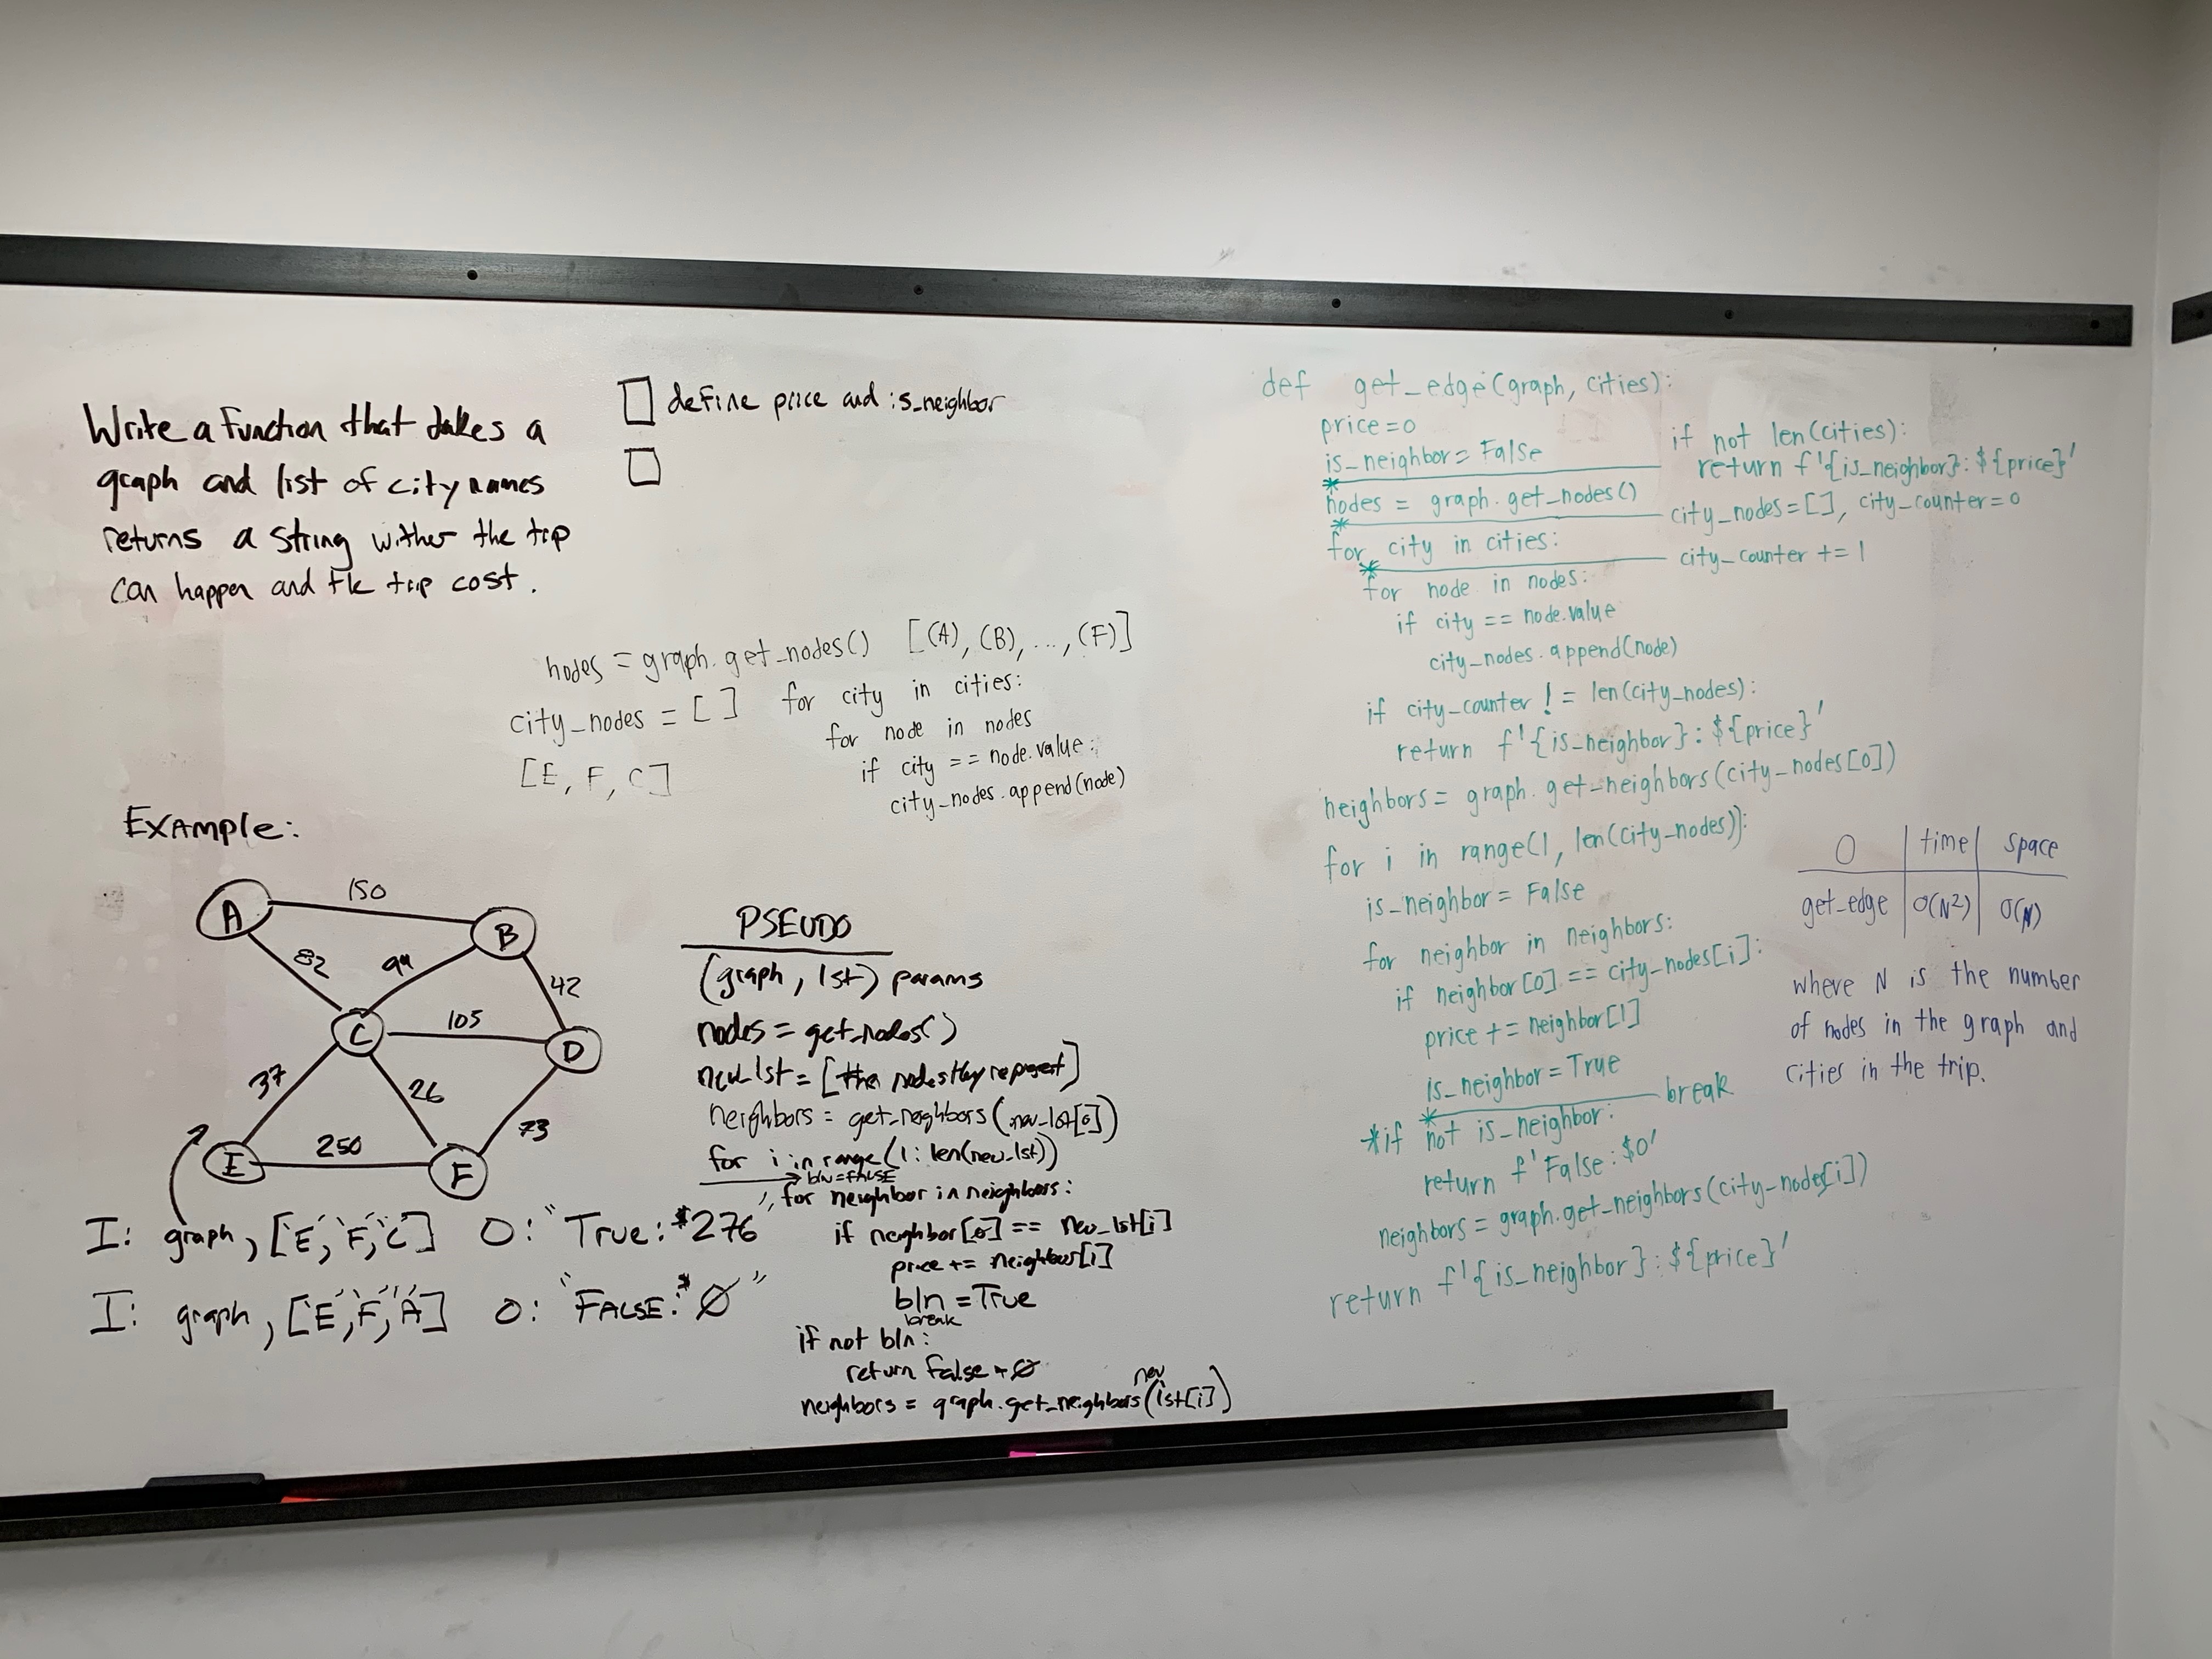 Write a function that takes a
graph and list of city names
returns a string wither the trip
can happen and the trip cost.
define price and is_neighbor
nodes = graph.get_nodes() [(A), (B), ..., (F)]
city_nodes = [ ] for city in cities:
for node in nodes
if city == node.value:
city_nodes.append(node)
[E, F, C]
Example:
A
150
B
82
99
42
C
105
D
37
26
73
E
250
F
I: graph, ['E', 'F', 'C'] O: "True: $276"
I: graph, ['E', 'F', 'A'] O: "FALSE: $0"
PSEUDO
(graph, lst) params
nodes = get_nodes()
new_lst = [the nodes they represent]
neighbors = get_neighbors(new_lst[0])
for i in range(1: len(new_lst))
bln = FALSE
for neighbor in neighbors:
if neighbor[0] == new_lst[i]
price += neighbor[1]
bln = True
break
if not bln:
return false + 0
new
neighbors = graph.get_neighbors(lst[i])
def get_edge(graph, cities):
price=0
is_neighbor= False
if not len(cities):
return f'{is_neighbor}: ${price}'
* nodes = graph.get_nodes()
city_nodes=[], city_counter=0
* for city in cities:
city_counter += 1
* for node in nodes:
if city == node.value
city_nodes.append(node)
if city_counter != len(city_nodes):
return f'{is_neighbor}: ${price}'
neighbors= graph.get_neighbors(city_nodes[0])
for i in range(1, len(city_nodes)):
is_neighbor = False
for neighbor in neighbors:
if neighbor[0] == city_nodes[i]:
price += neighbor[1]
is_neighbor = True
* break
*if not is_neighbor:
return f'False: $0'
neighbors = graph.get_neighbors(city_nodes[i])
return f'{is_neighbor}: ${price}'
O time space
get_edge O(N²) O(N)
where N is the number
of nodes in the graph and
cities in the trip.